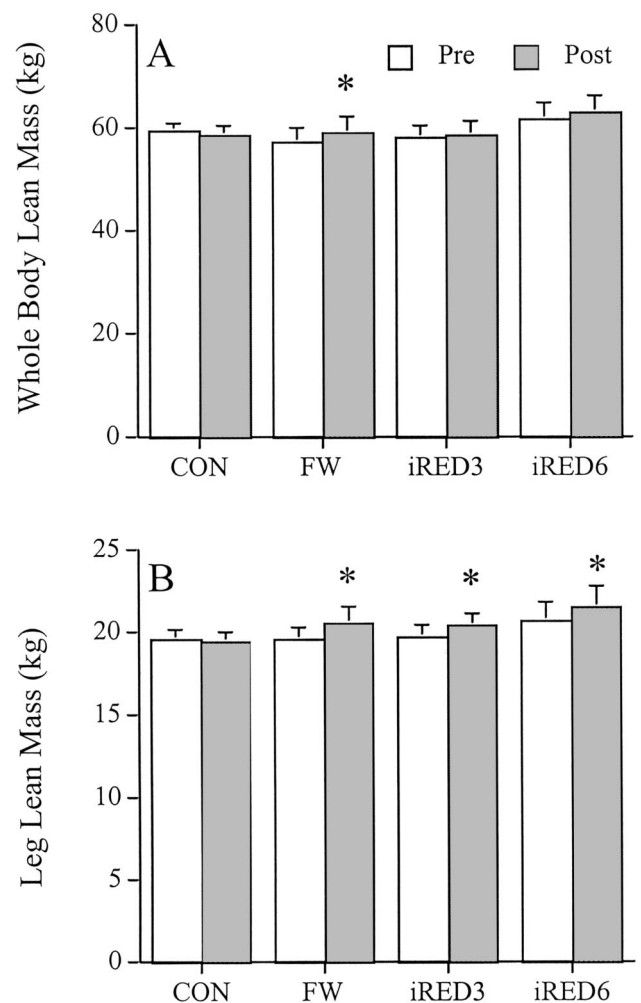 A
Pre
Post
Whole Body Lean Mass (kg)
80
60
40
20
0
*
CON
FW
iRED3
iRED6
B
Leg Lean Mass (kg)
25
20
15
10
5
0
*
*
*
CON
FW
iRED3
iRED6